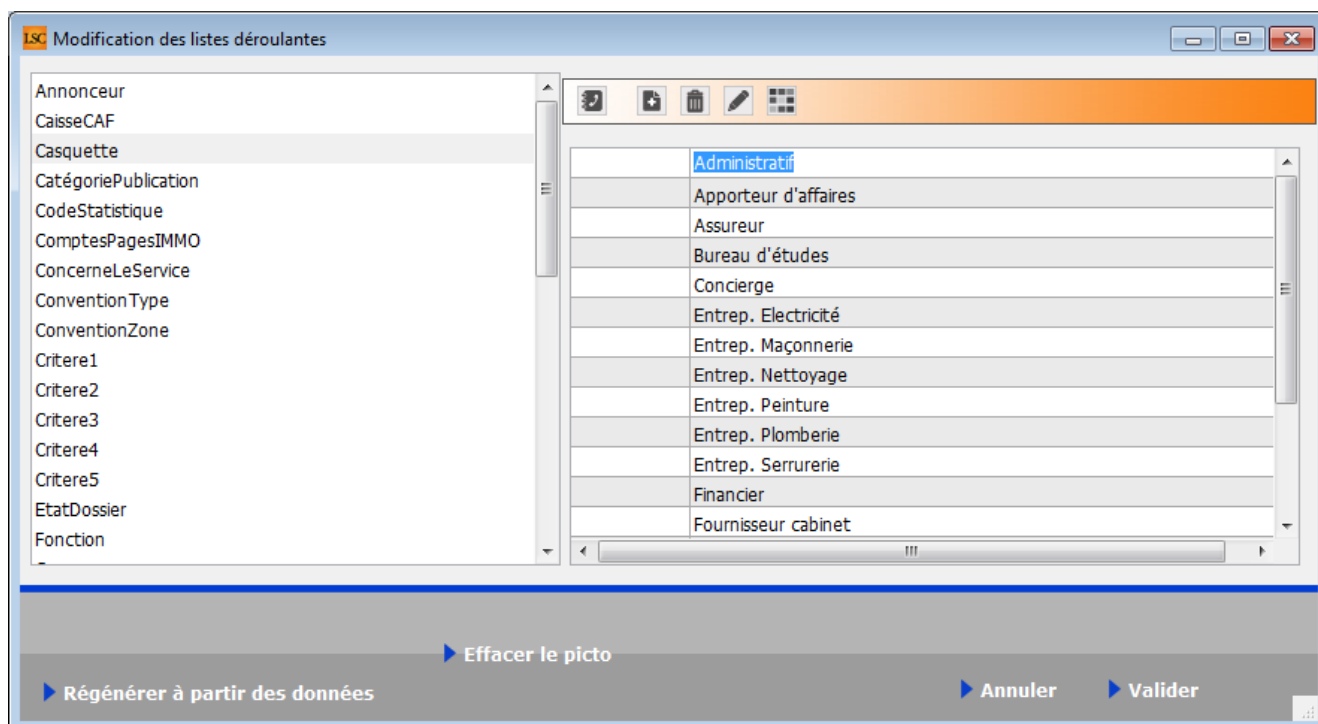 LSC Modification des listes déroulantes
Annonceur
CaisseCAF
Casquette
CatégoriePublication
CodeStatistique
ComptesPagesIMMO
ConcerneLeService
ConventionType
ConventionZone
Critere1
Critere2
Critere3
Critere4
Critere5
EtatDossier
Fonction
Administratif
Apporteur d'affaires
Assureur
Bureau d'études
Concierge
Entrep. Electricité
Entrep. Maçonnerie
Entrep. Nettoyage
Entrep. Peinture
Entrep. Plomberie
Entrep. Serrurerie
Financier
Fournisseur cabinet
Effacer le picto
Régénérer à partir des données
Annuler
Valider